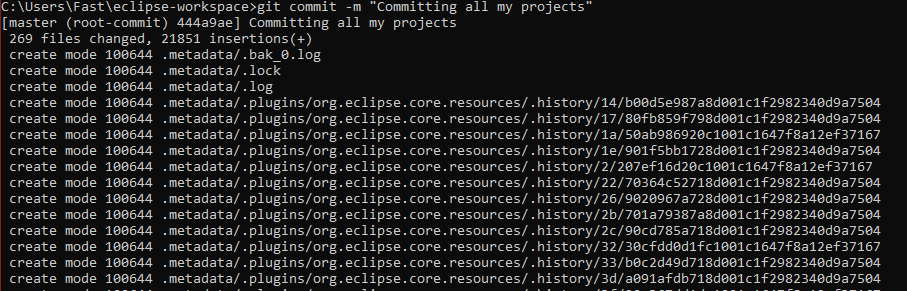 C:\Users\Fast\eclipse-workspace>git commit -m "Committing all my projects"
[master (root-commit) 444a9ae] Committing all my projects
 269 files changed, 21851 insertions(+)
 create mode 100644 .metadata/.bak_0.log
 create mode 100644 .metadata/.lock
 create mode 100644 .metadata/.log
 create mode 100644 .metadata/.plugins/org.eclipse.core.resources/.history/14/b00d5e987a8d001c1f2982340d9a7504
 create mode 100644 .metadata/.plugins/org.eclipse.core.resources/.history/17/80fb859f798d001c1f2982340d9a7504
 create mode 100644 .metadata/.plugins/org.eclipse.core.resources/.history/1a/50ab986920c1001c1647f8a12ef37167
 create mode 100644 .metadata/.plugins/org.eclipse.core.resources/.history/1e/901f5bb1728d001c1f2982340d9a7504
 create mode 100644 .metadata/.plugins/org.eclipse.core.resources/.history/2/207ef16d20c1001c1647f8a12ef37167
 create mode 100644 .metadata/.plugins/org.eclipse.core.resources/.history/22/70364c52718d001c1f2982340d9a7504
 create mode 100644 .metadata/.plugins/org.eclipse.core.resources/.history/26/9020967a728d001c1f2982340d9a7504
 create mode 100644 .metadata/.plugins/org.eclipse.core.resources/.history/2b/701a79387a8d001c1f2982340d9a7504
 create mode 100644 .metadata/.plugins/org.eclipse.core.resources/.history/2c/90cd785a718d001c1f2982340d9a7504
 create mode 100644 .metadata/.plugins/org.eclipse.core.resources/.history/32/30cfdd0d1fc1001c1647f8a12ef37167
 create mode 100644 .metadata/.plugins/org.eclipse.core.resources/.history/33/b0c2d49d718d001c1f2982340d9a7504
 create mode 100644 .metadata/.plugins/org.eclipse.core.resources/.history/3d/a091afdb718d001c1f2982340d9a7504